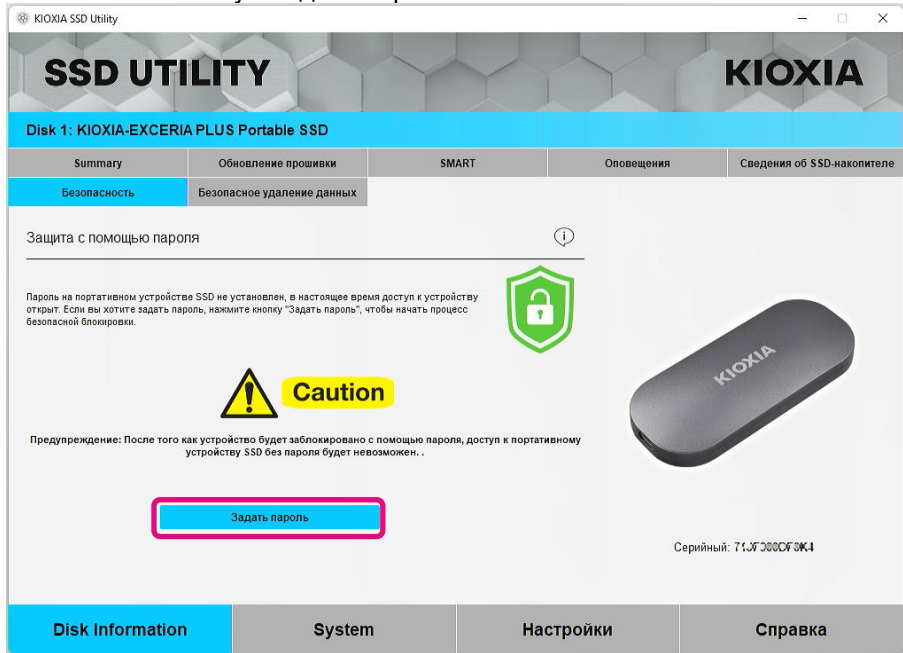 KIOXIA SSD Utility
SSD UTILITY
KIOXIA
Disk 1: KIOXIA-EXCERIA PLUS Portable SSD
Summary
Обновление прошивки
SMART
Оповещения
Сведения об SSD-накопителе
Безопасность
Безопасное удаление данных
Защита с помощью пароля
Пароль на портативном устройстве SSD не установлен, в настоящее время доступ к устройству
открыт. Если вы хотите задать пароль, нажмите кнопку "Задать пароль", чтобы начать процесс
безопасной блокировки.
Caution
Предупреждение: После того как устройство будет заблокировано с помощью пароля, доступ к портативному
устройству SSD без пароля будет невозможен. .
Задать пароль
KIOXIA
Серийный:
Disk Information
System
Настройки
Справка